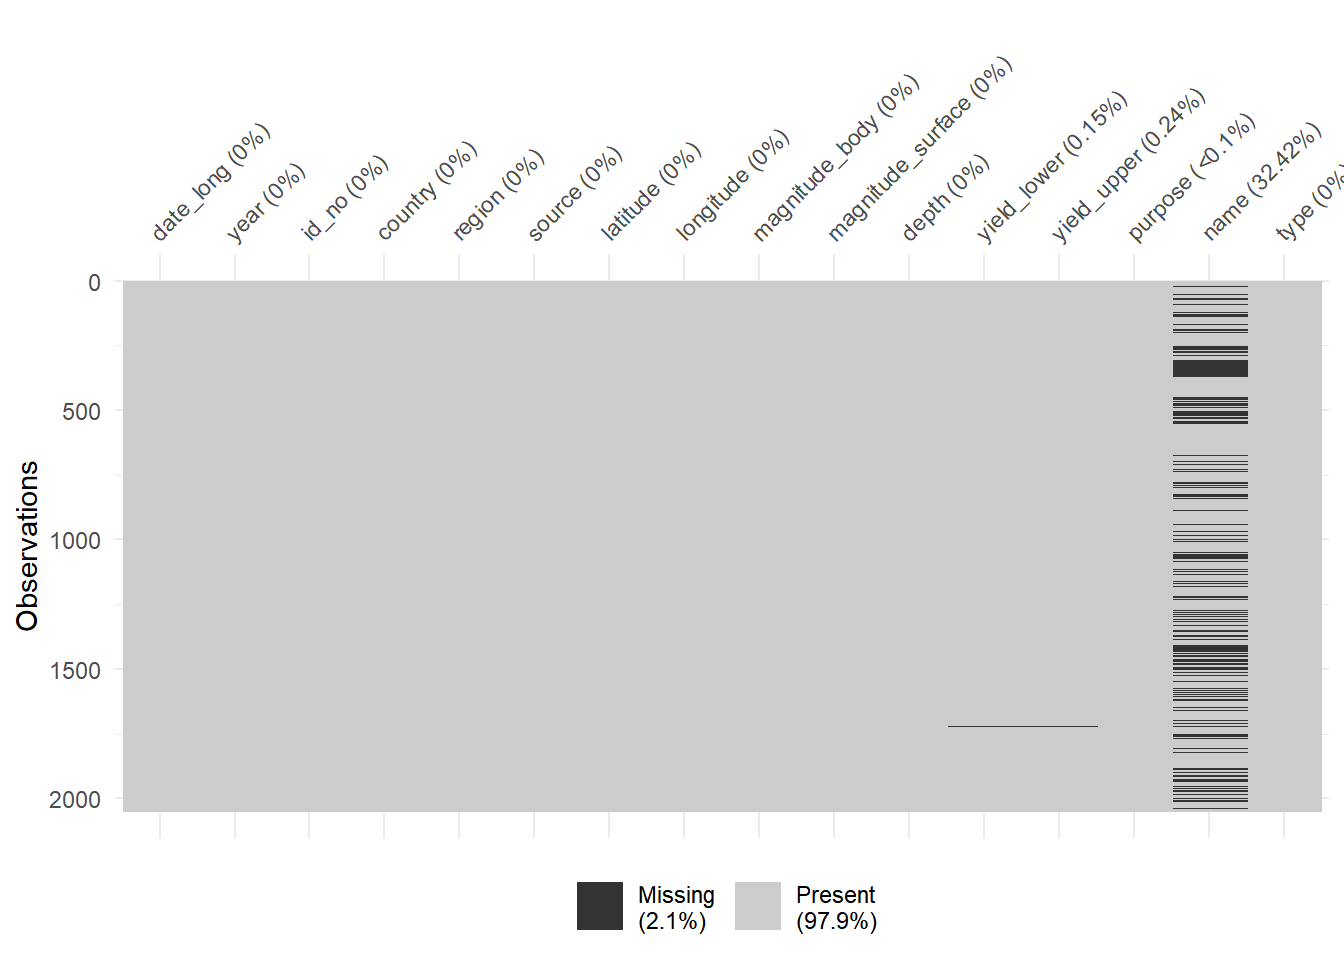 date_long (0%)
year (0%)
id_no (0%)
country (0%)
region (0%)
source (0%)
latitude (0%)
longitude (0%)
magnitude_body (0%)
magnitude_surface (0%)
depth (0%)
yield_lower (0.15%)
yield_upper (0.24%)
purpose (<0.1%)
name (32.42%)
type (0%
0
500
1000
1500
2000
Observations
Missing
(2.1%)
Present
(97.9%)